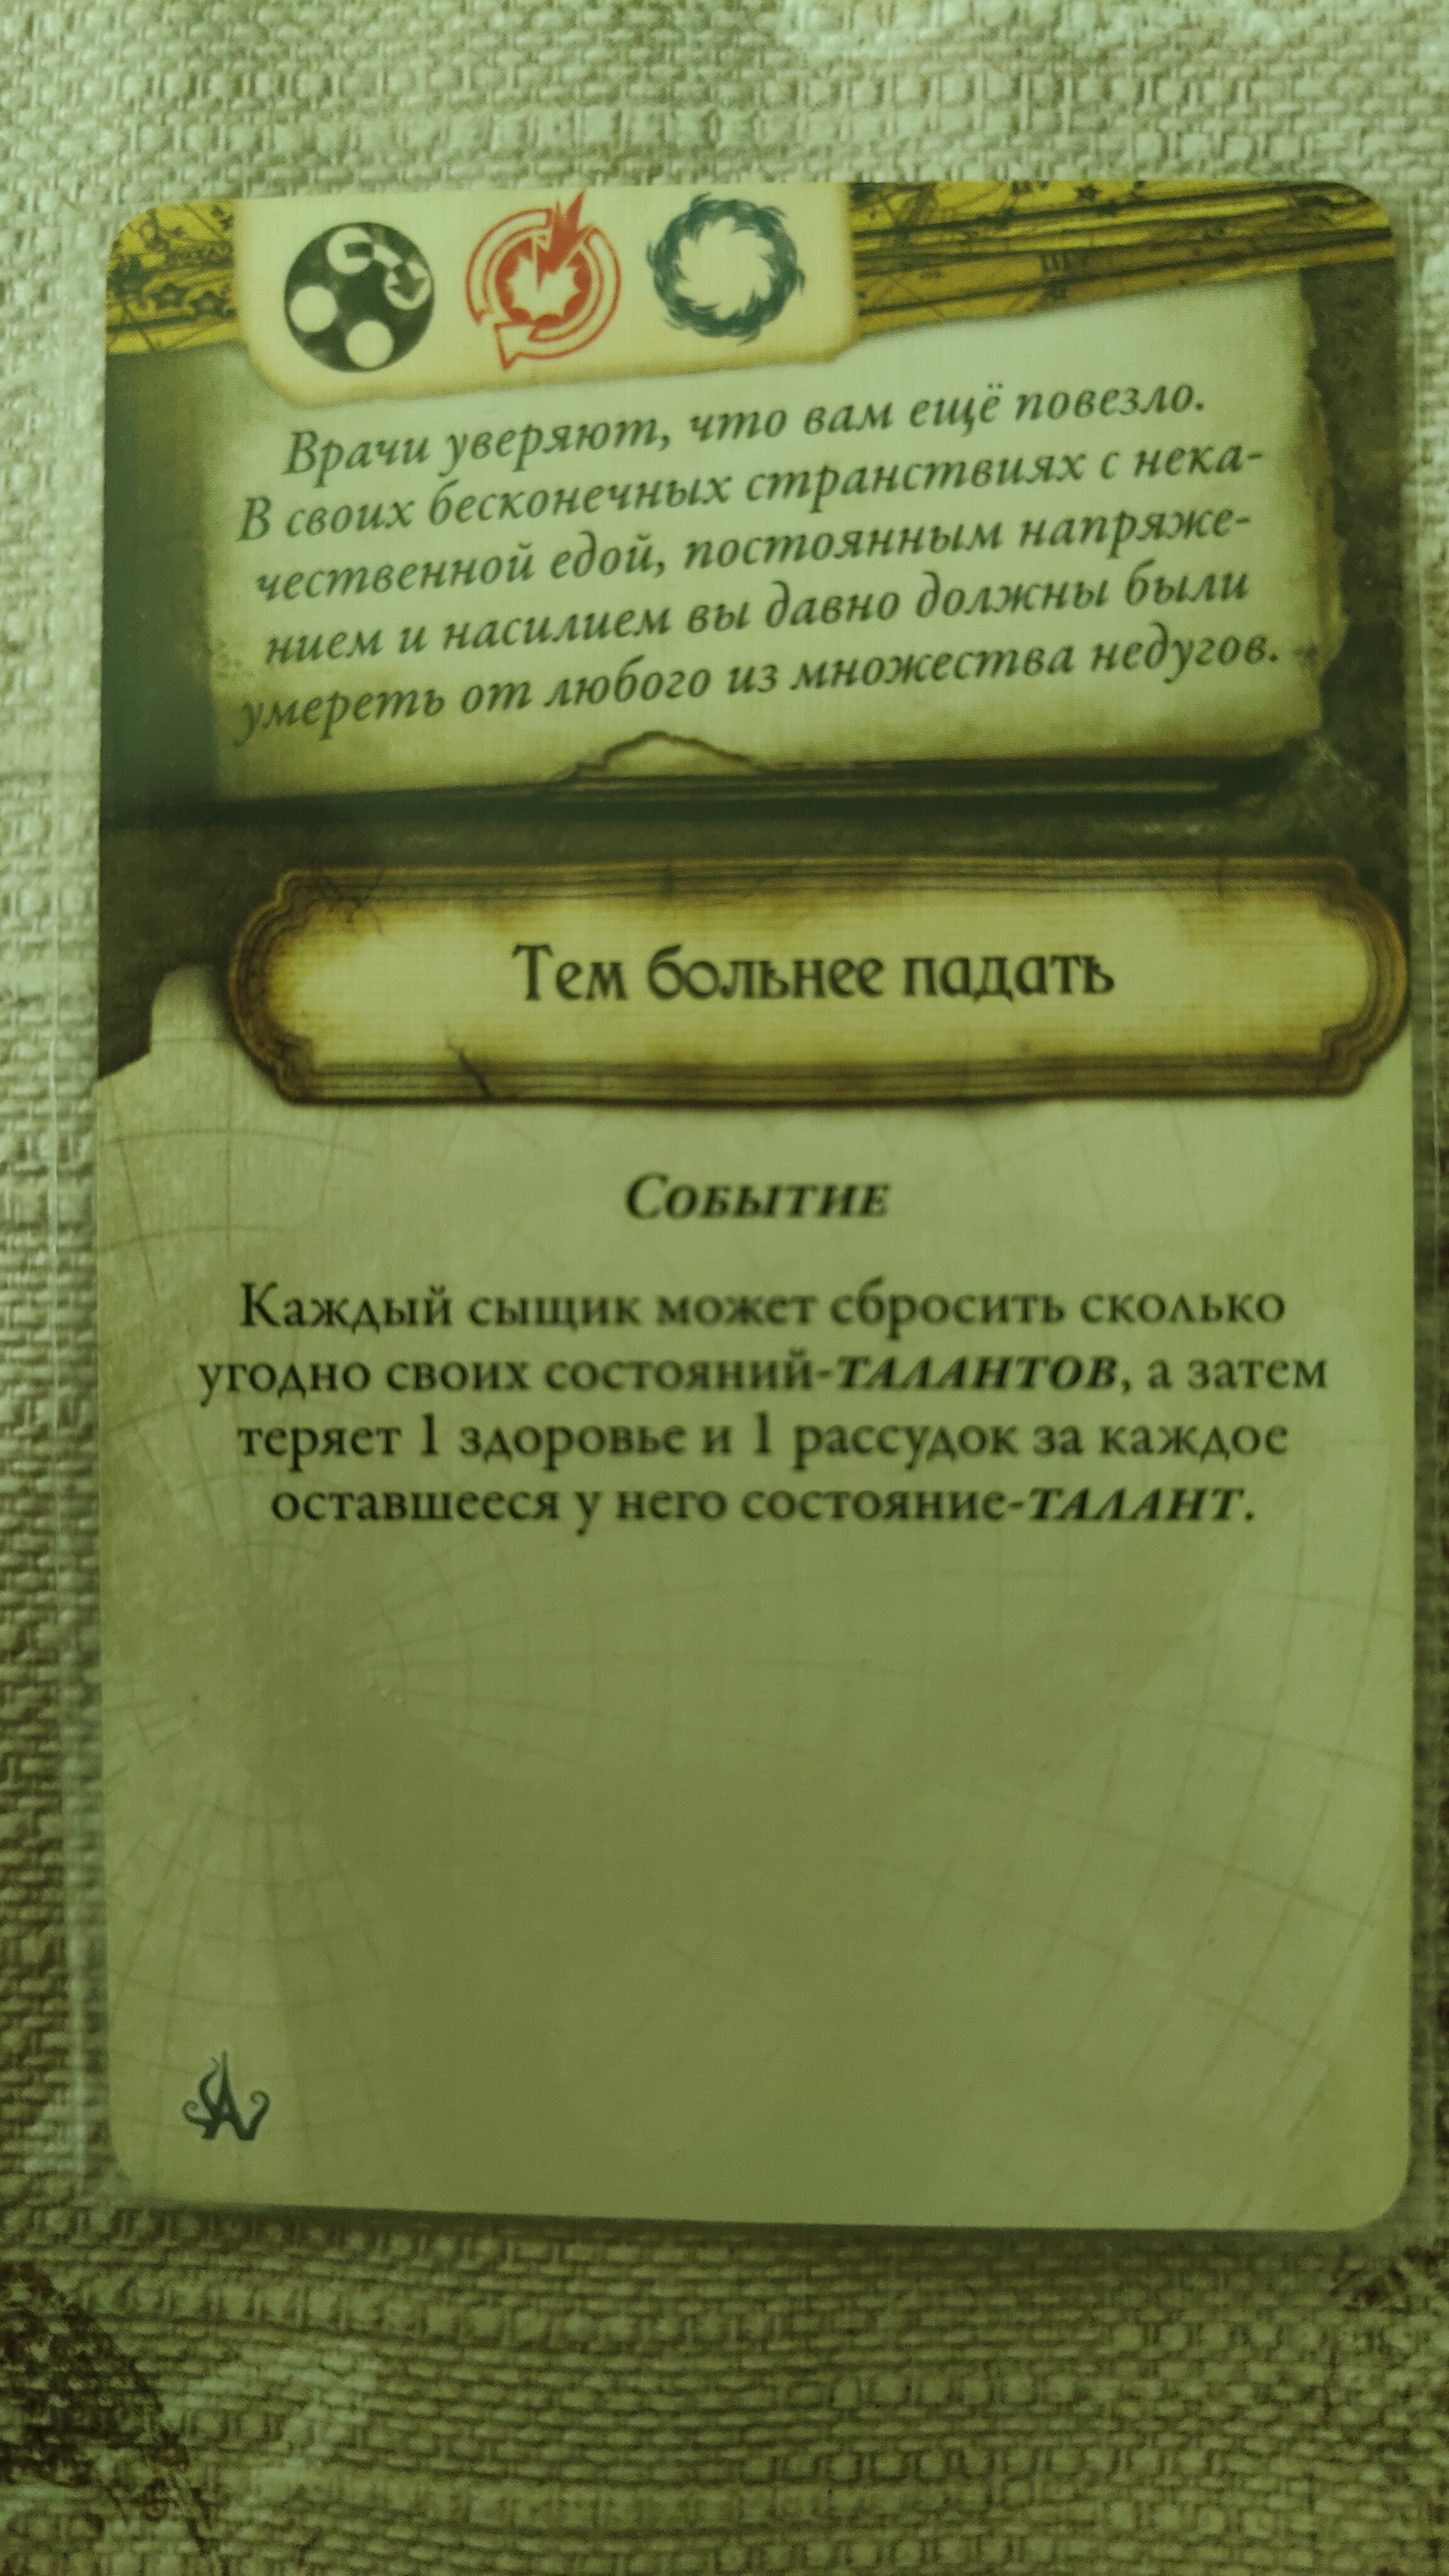 Врачи уверяют, что вам ещё повезло.
В своих бесконечных странствиях с нека-
чественной едой, постоянным напряже-
нием и насилием вы давно должны были
умереть от любого из множества недугов.
Тем больнее падать
Событие
Каждый сыщик может сбросить сколько
угодно своих состояний-ТАЛАНТОВ, а затем
теряет 1 здоровье и 1 рассудок за каждое
оставшееся у него состояние-ТАЛАНТ.